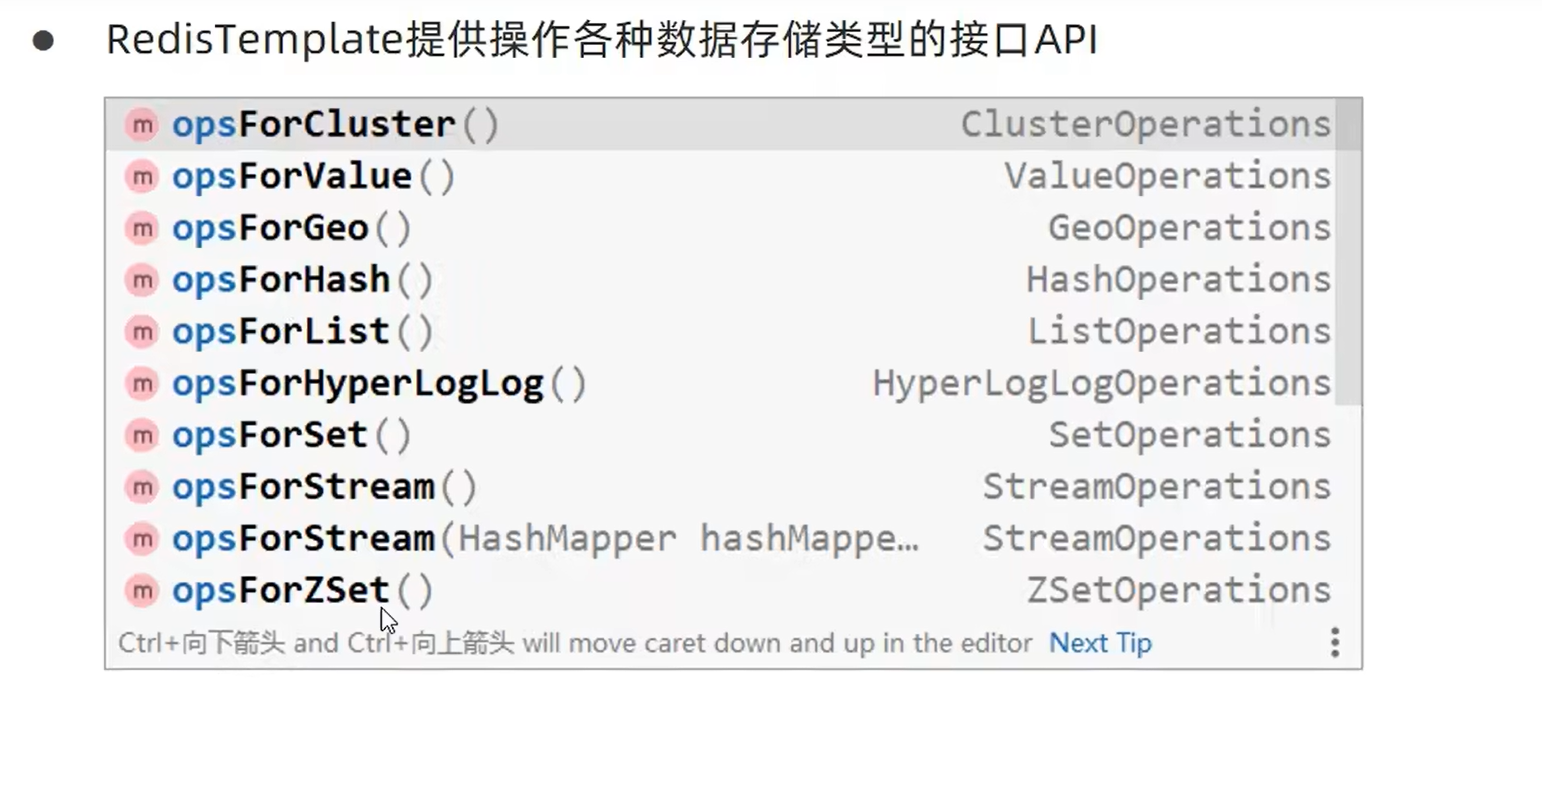 ● RedisTemplate提供操作各种数据存储类型的接口API
m opsForCluster() ClusterOperations
m opsForValue() ValueOperations
m opsForGeo() GeoOperations
m opsForHash() HashOperations
m opsForList() ListOperations
m opsForHyperLogLog() HyperLogLogOperations
m opsForSet() SetOperations
m opsForStream() StreamOperations
m opsForStream(HashMapper hashMappe… StreamOperations
m opsForZSet() ZSetOperations
Ctrl+向下箭头 and Ctrl+向上箭头 will move caret down and up in the editor Next Tip